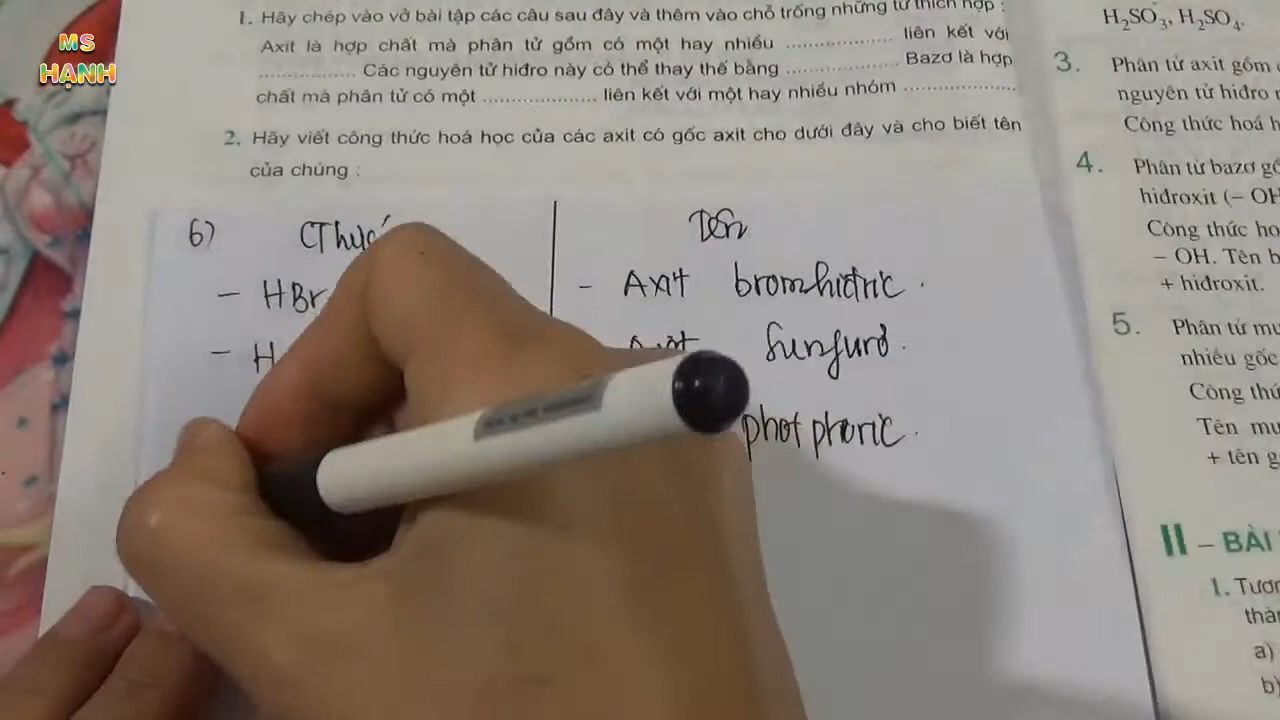 MS
HẠNH
1. Hãy chép vào vở bài tập các câu sau đây và thêm vào chỗ trống những từ thích hợp :
Axit là hợp chất mà phân tử gồm có một hay nhiều .................. liên kết với
................ Các nguyên tử hiđro này có thể thay thế bằng .................. Bazơ là hợp
chất mà phân tử có một .................. liên kết với một hay nhiều nhóm ..................
2. Hãy viết công thức hoá học của các axit có gốc axit cho dưới đây và cho biết tên
của chúng :
6) Tên
- HBr - Axit bromhiđric.
- H Axit sunfurơ.
photphoric.
H₂SO₃, H₂SO₄.
3. Phân tử axit gồm
nguyên tử hiđro
Công thức hoá h
4. Phân tử bazơ gồ
hiđroxit (– OH
Công thức ho
– OH. Tên b
+ hiđroxit.
5. Phân tử mu
nhiều gốc
Công thứ
Tên mu
+ tên g
II – BÀI
1. Tươn
thàn
a)
b)